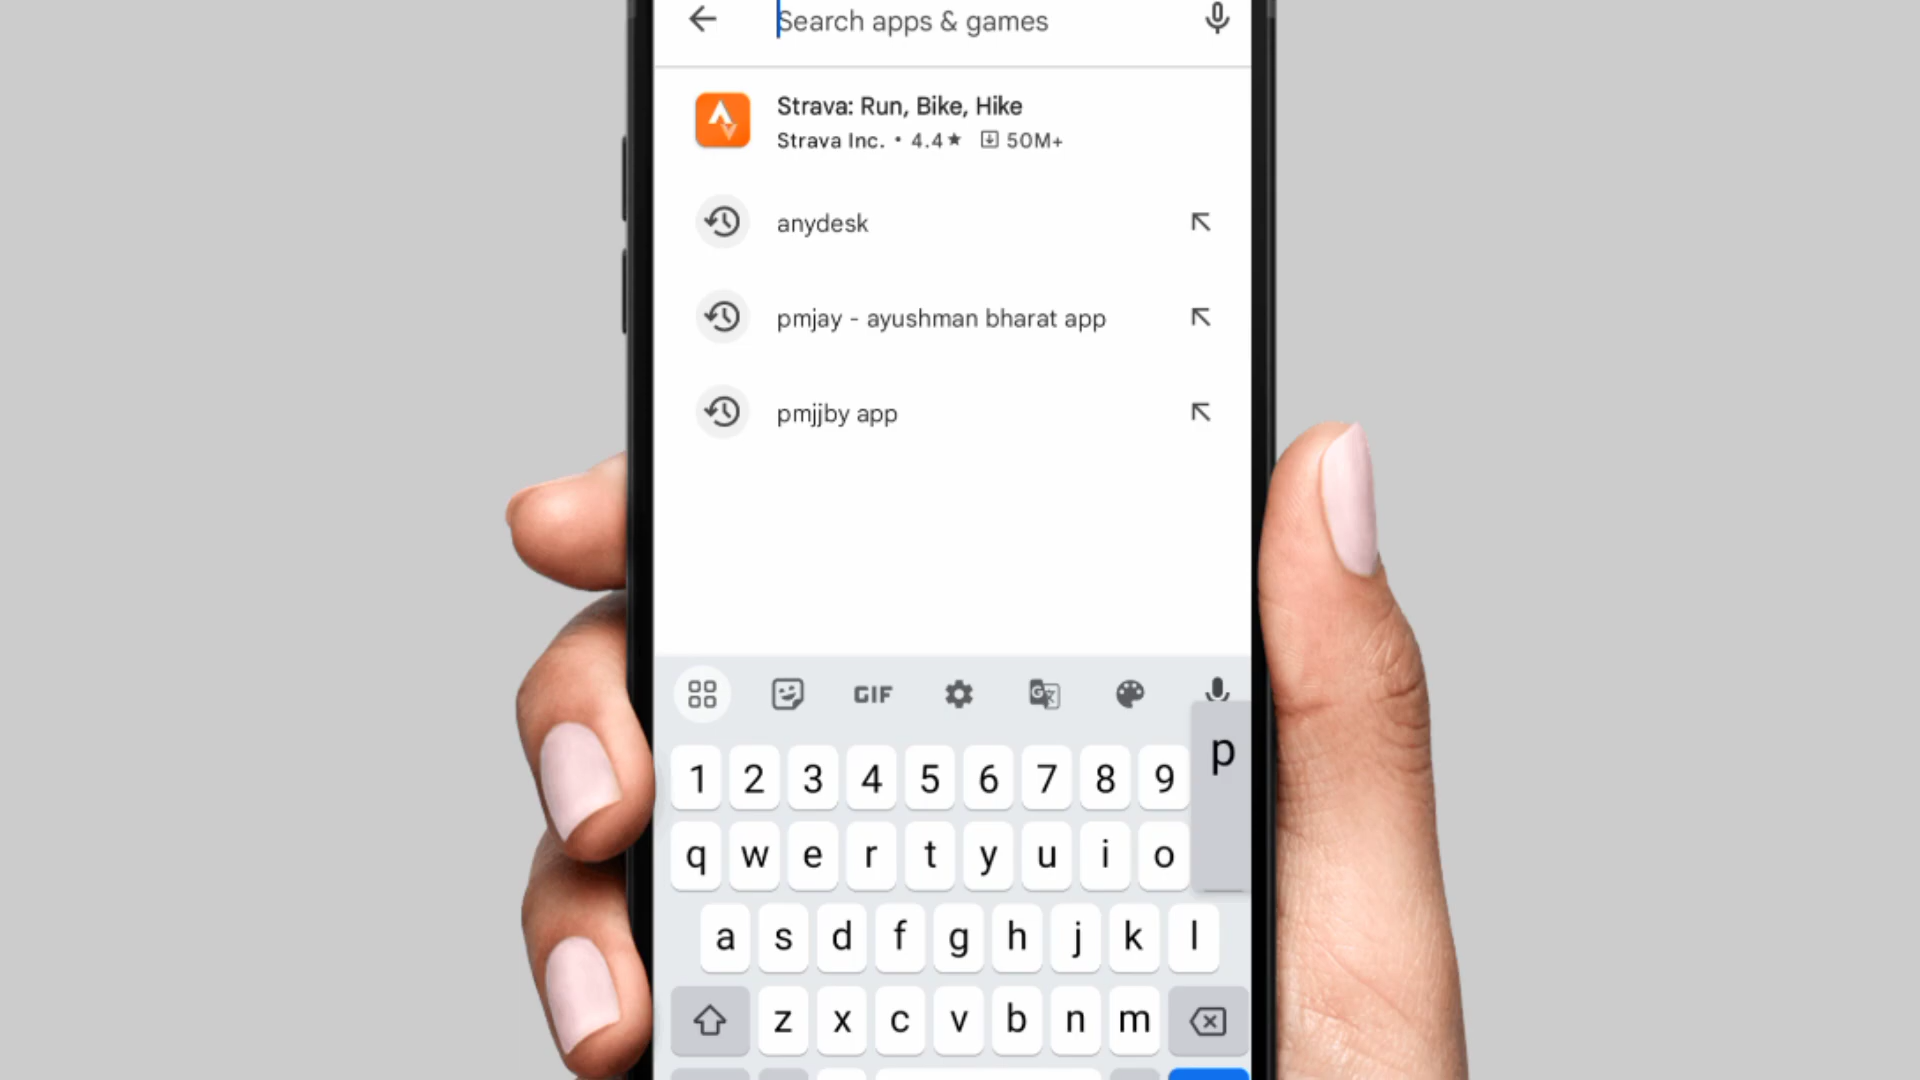 Search apps & games
Strava: Run, Bike, Hike
Strava Inc. • 4.4★ 50M+
anydesk
pmjay - ayushman bharat app
pmjjby app
GIF
p
1 2 3 4 5 6 7 8 9
q w e r t y u i o
a s d f g h j k l
z x c v b n m